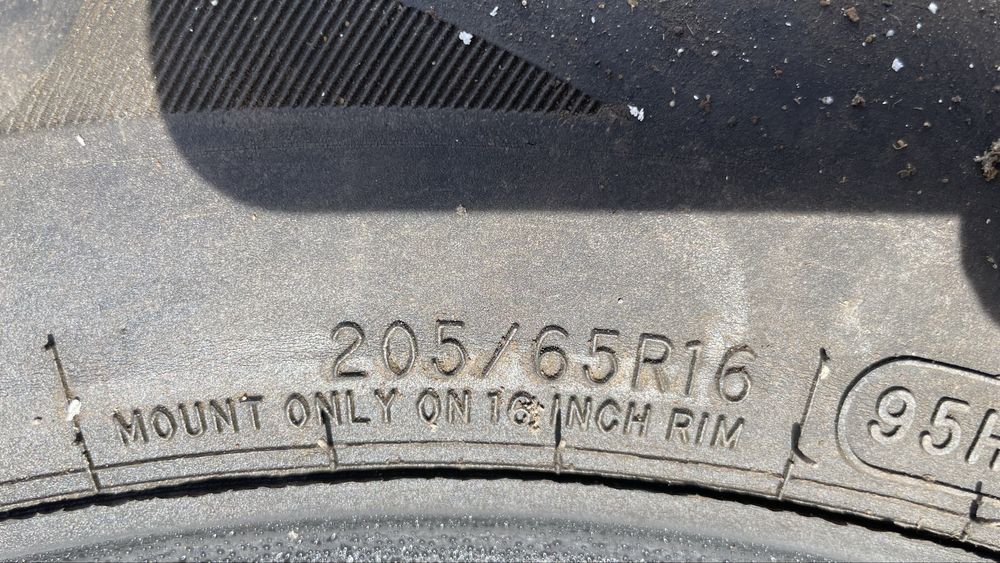 205/65R16
MOUNT ONLY ON 16 INCH RIM
95H